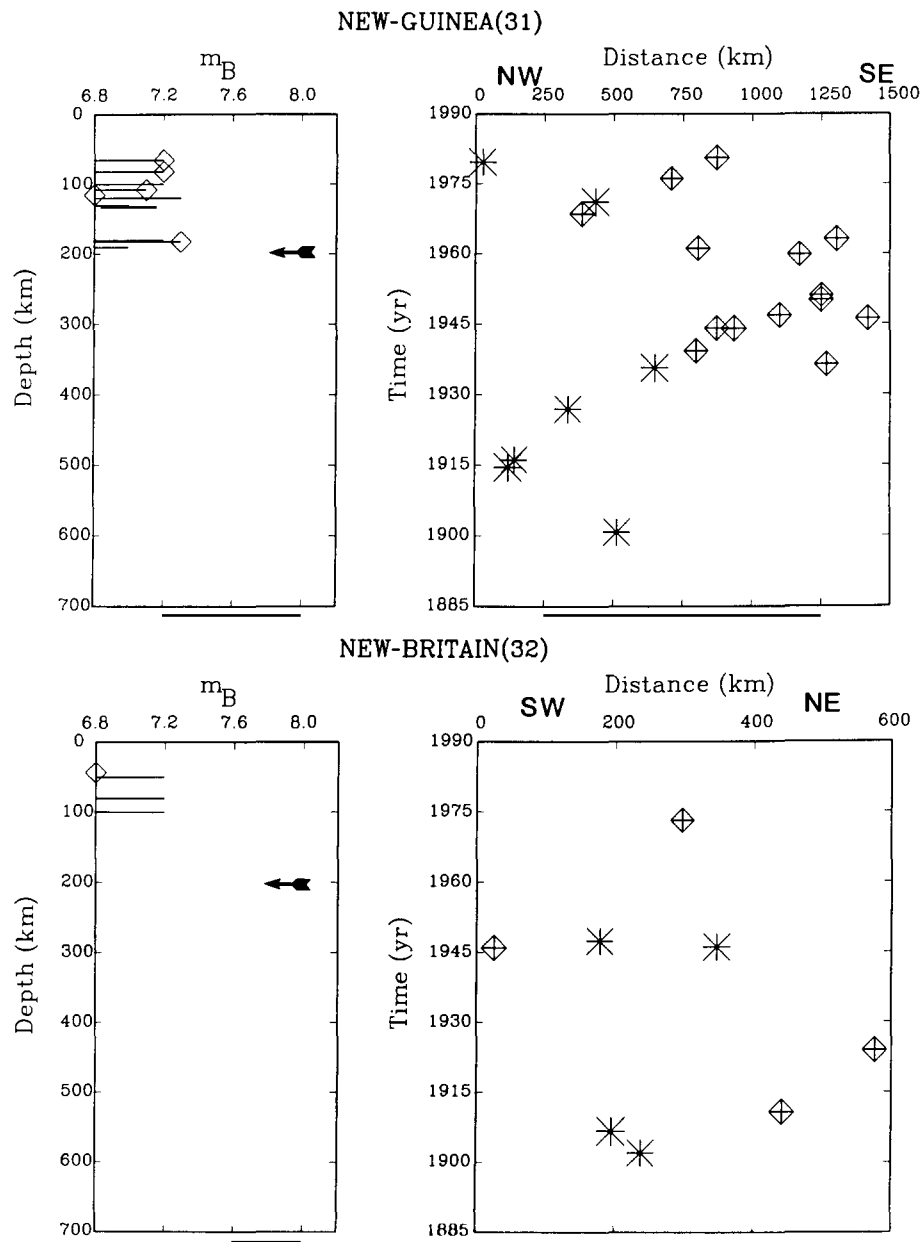 NEW-GUINEA(31)
m_B
6.8 7.2 7.6 8.0
0
100
200
300
400
500
600
700
Depth (km)
Distance (km)
NW SE
0 250 500 750 1000 1250 1500
1990
1975
1960
1945
1930
1915
1900
1885
Time (yr)
NEW-BRITAIN(32)
m_B
6.8 7.2 7.6 8.0
0
100
200
300
400
500
600
700
Depth (km)
Distance (km)
SW NE
0 200 400 600
1990
1975
1960
1945
1930
1915
1900
1885
Time (yr)